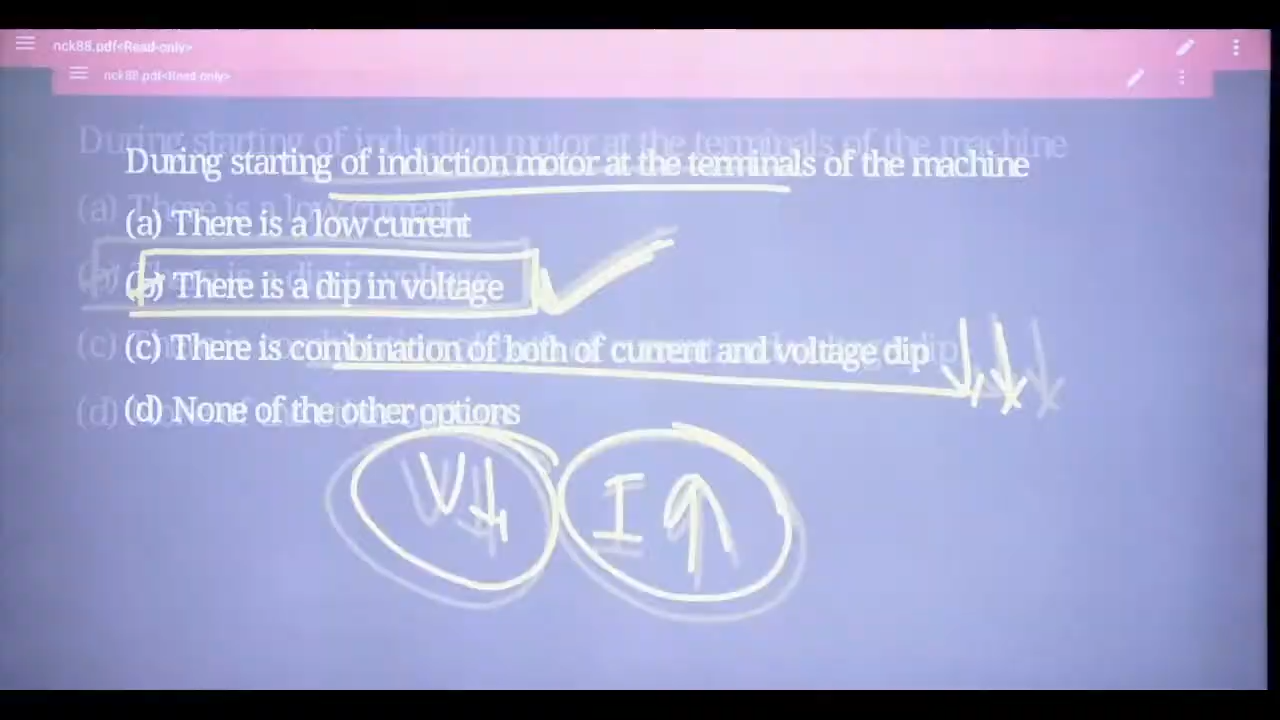 nck88.pdf<Read-only>
nck88.pdf<Read-only>
During starting of induction motor at the terminals of the machine
(a) There is a low current
(b) There is a dip in voltage
(c) There is combination of both of current and voltage dip
(d) None of the other options
V↓ I↑